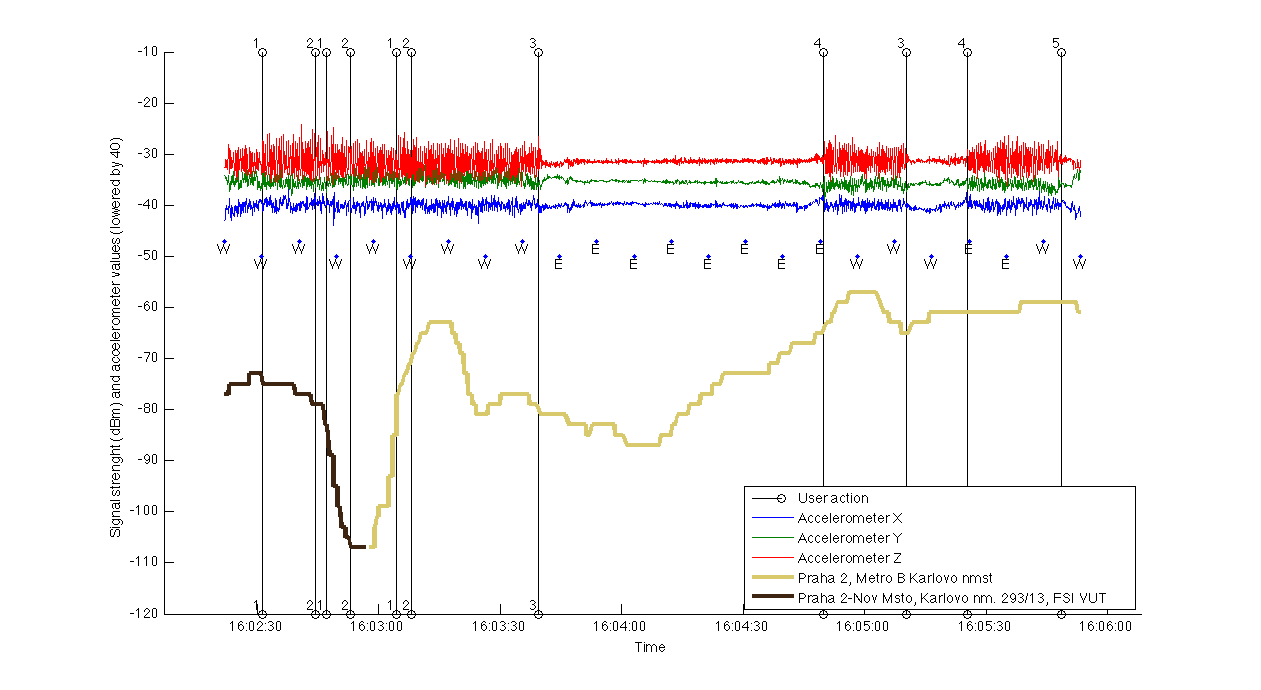 1 2 1 2 1 2 3 4 3 4 5
-10
-20
-30
-40
-50
-60
-70
-80
-90
-100
-110
-120
Signal strenght (dBm) and accelerometer values (lowered by 40)
W W W W W E E E E W E W
W W W W E E E E W W E W
User action
Accelerometer X
Accelerometer Y
Accelerometer Z
Praha 2, Metro B Karlovo nmst
Praha 2-Nov Msto, Karlovo nm. 293/13, FSI VUT
1 2 1 2 1 2 3
16:02:30 16:03:00 16:03:30 16:04:00 16:04:30 16:05:00 16:05:30 16:06:00
Time